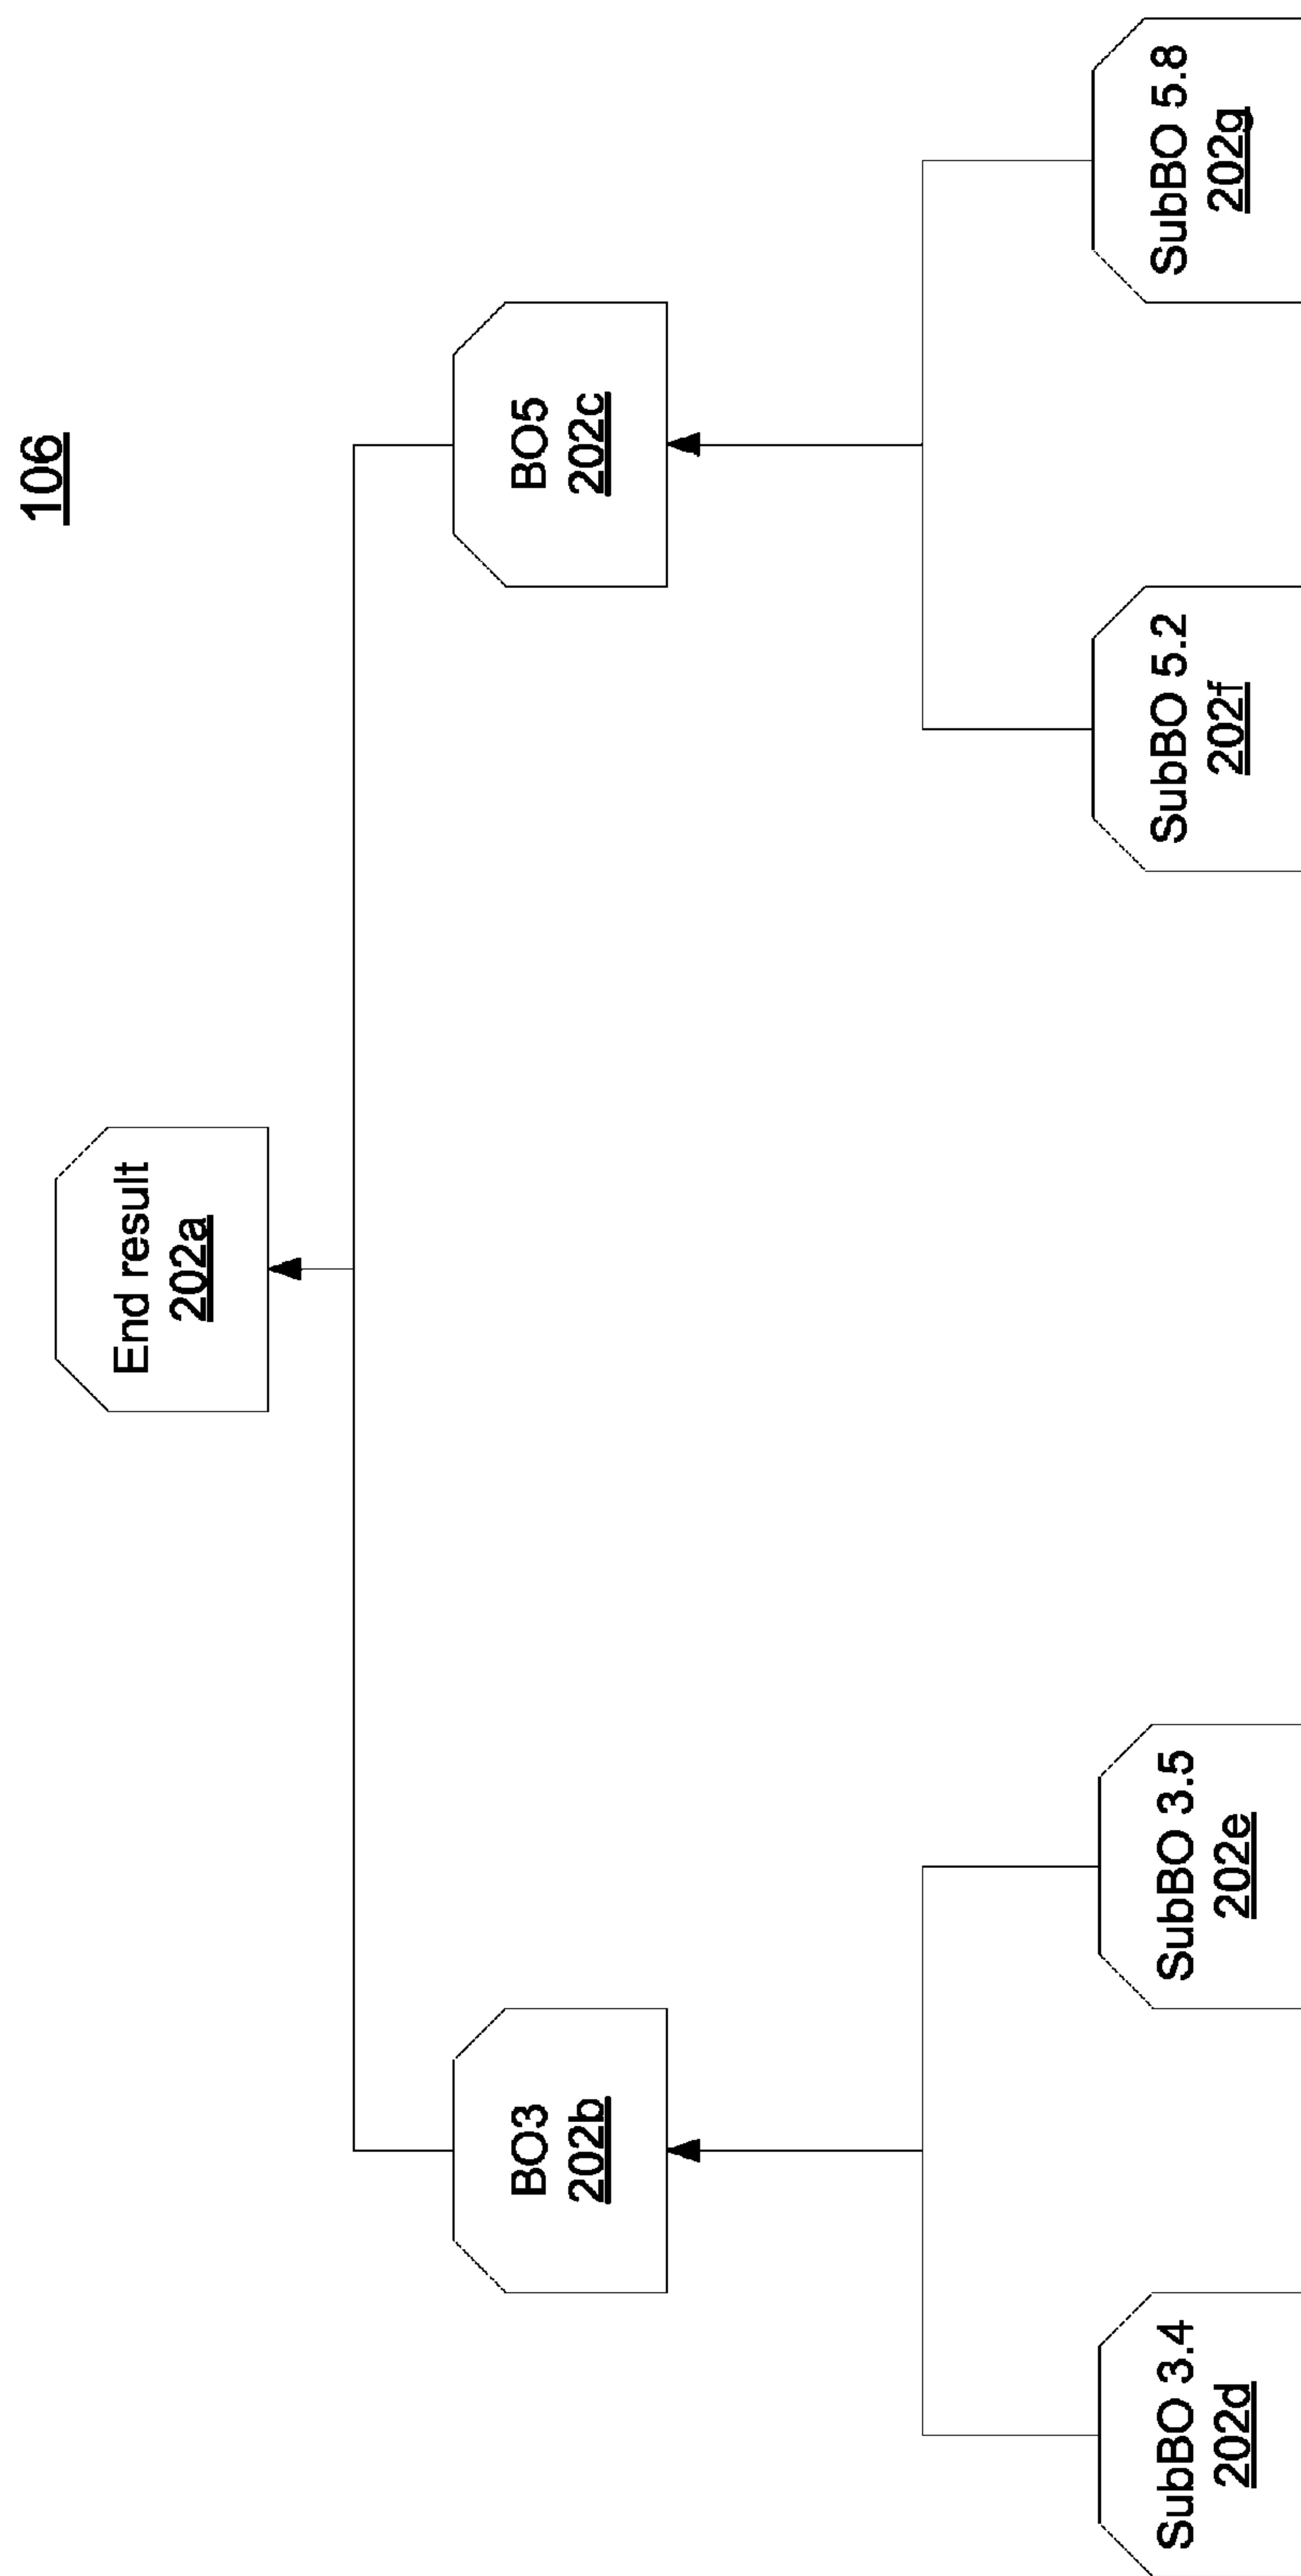 106
End result
202a
BO3
202b
BO5
202c
SubBO 3.4
202d
SubBO 3.5
202e
SubBO 5.2
202f
SubBO 5.8
202g